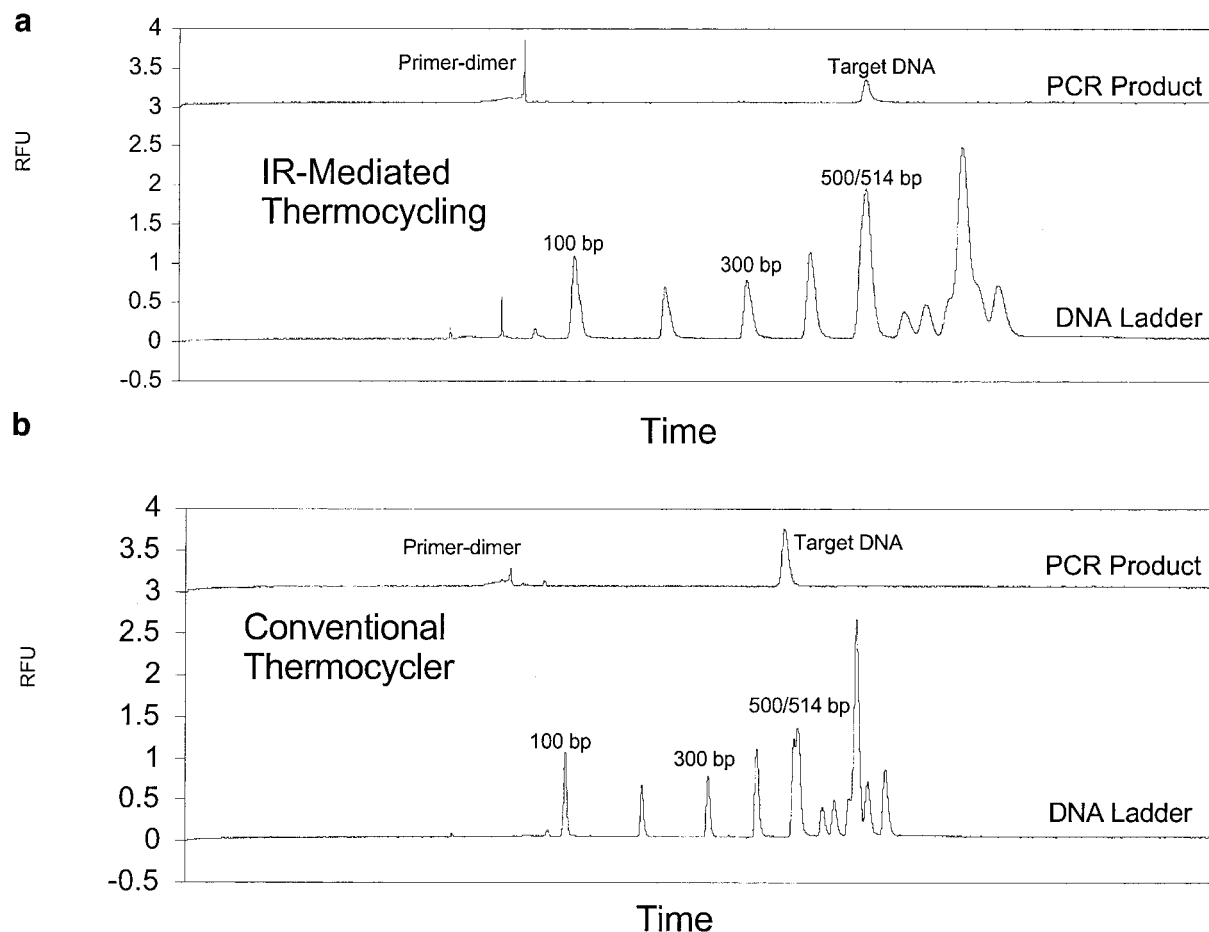 a
4
3.5
3
2.5
2
1.5
1
0.5
0
-0.5
RFU
Primer-dimer
Target DNA
PCR Product
IR-Mediated
Thermocycling
100 bp
300 bp
500/514 bp
DNA Ladder
Time
b
4
3.5
3
2.5
2
1.5
1
0.5
0
-0.5
RFU
Primer-dimer
Target DNA
PCR Product
Conventional
Thermocycler
100 bp
300 bp
500/514 bp
DNA Ladder
Time